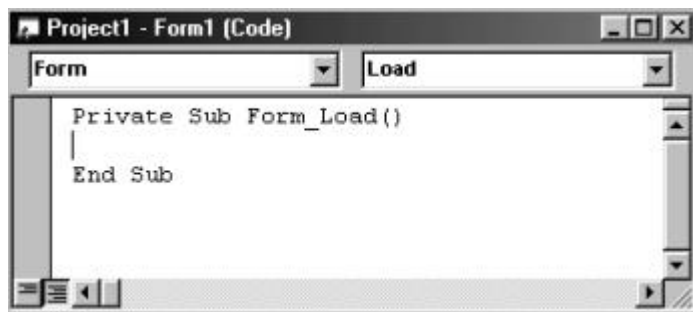 Project1 - Form1 (Code)
Form
Load
Private Sub Form_Load()
End Sub